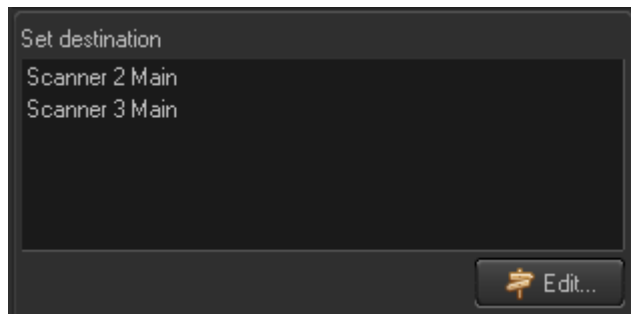 Set destination
Scanner 2 Main
Scanner 3 Main
Edit...